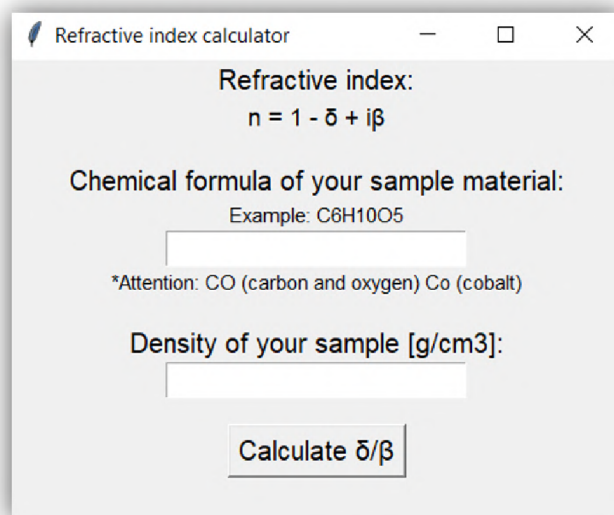 Refractive index calculator
Refractive index:
n = 1 - δ + iβ
Chemical formula of your sample material:
Example: C6H10O5
*Attention: CO (carbon and oxygen) Co (cobalt)
Density of your sample [g/cm3]:
Calculate δ/β